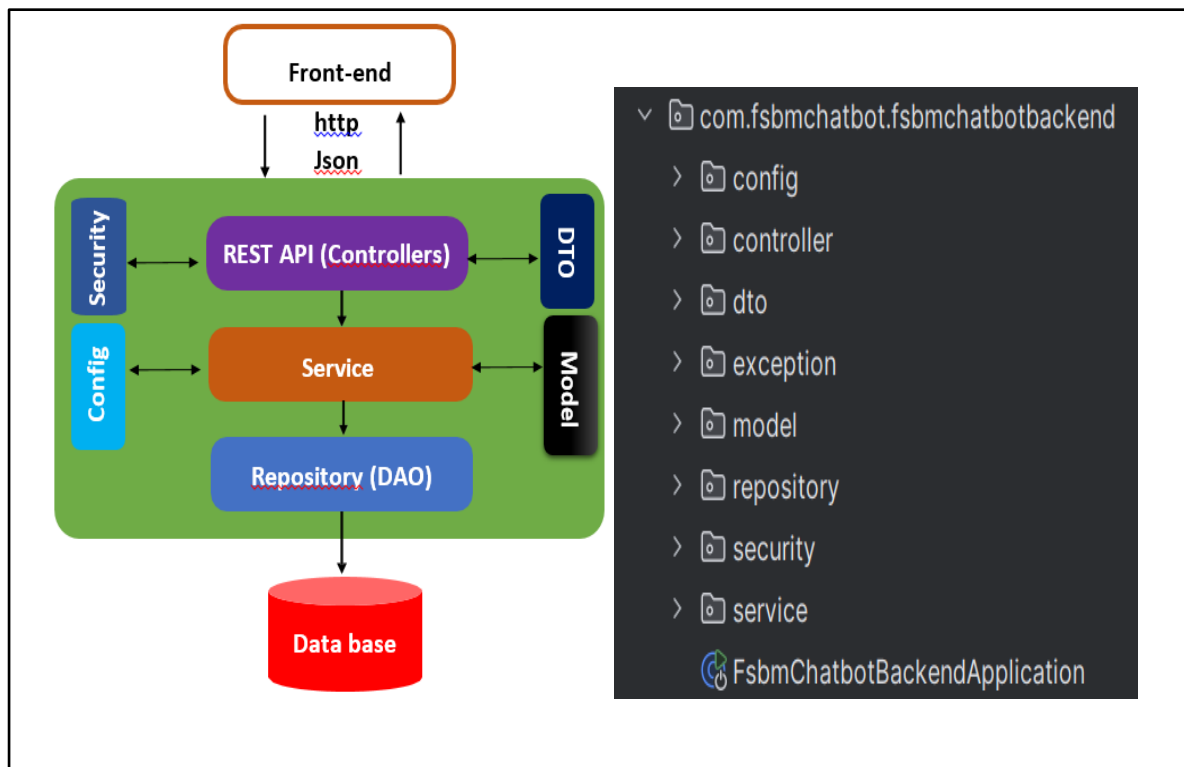 Front-end
http
Json
Security
REST API (Controllers)
DTO
Config
Service
Model
Repository (DAO)
Data base
com.fsbmchatbot.fsbmchatbotbackend
config
controller
dto
exception
model
repository
security
service
FsbmChatbotBackendApplication